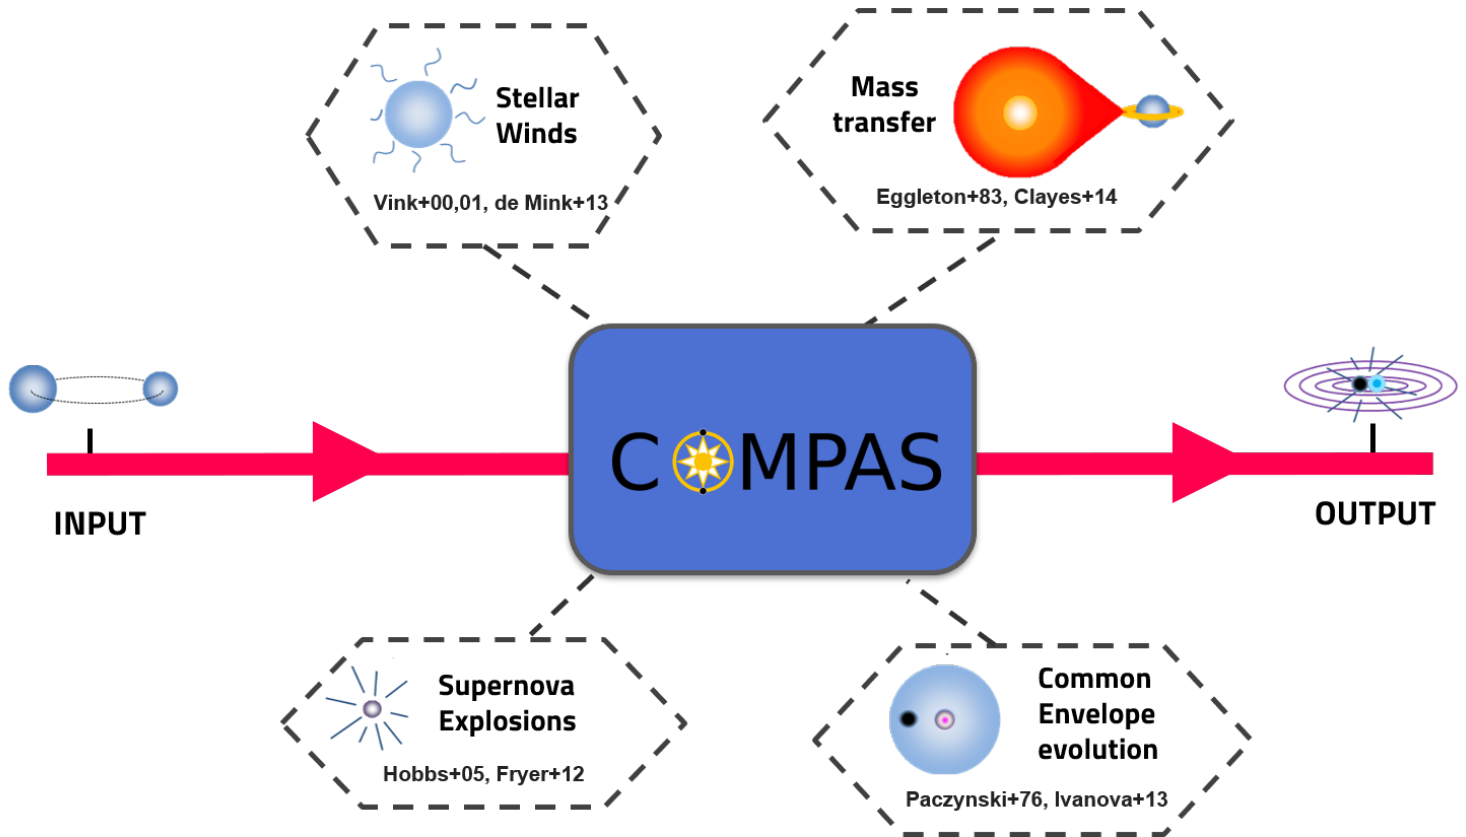 Stellar
Winds
Vink+00,01, de Mink+13
Mass
transfer
Eggleton+83, Clayes+14
COMPAS
INPUT
OUTPUT
Supernova
Explosions
Hobbs+05, Fryer+12
Common
Envelope
evolution
Paczynski+76, Ivanova+13